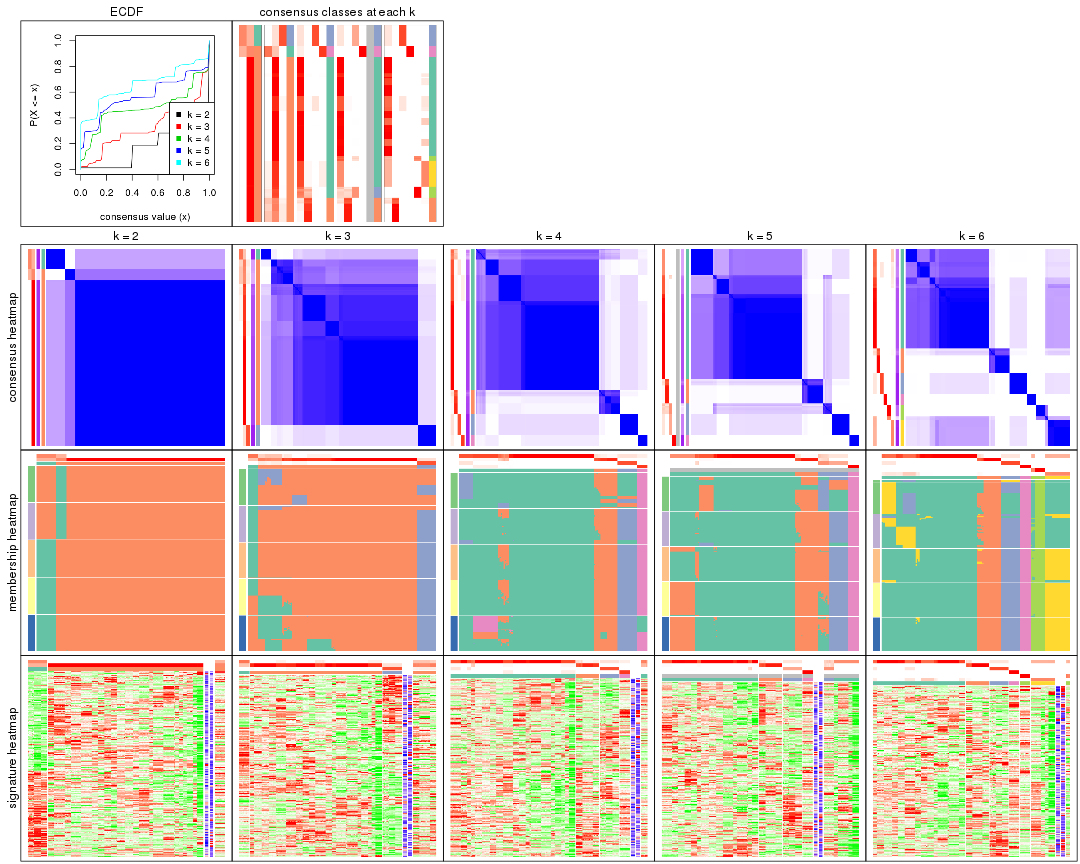 ECDF
consensus classes at each k
P(X <= x)
0.0
0.2
0.4
0.6
0.8
1.0
k = 2
k = 3
k = 4
k = 5
k = 6
0.0 0.2 0.4 0.6 0.8 1.0
consensus value (x)
k = 2
k = 3
k = 4
k = 5
k = 6
consensus heatmap
membership heatmap
signature heatmap